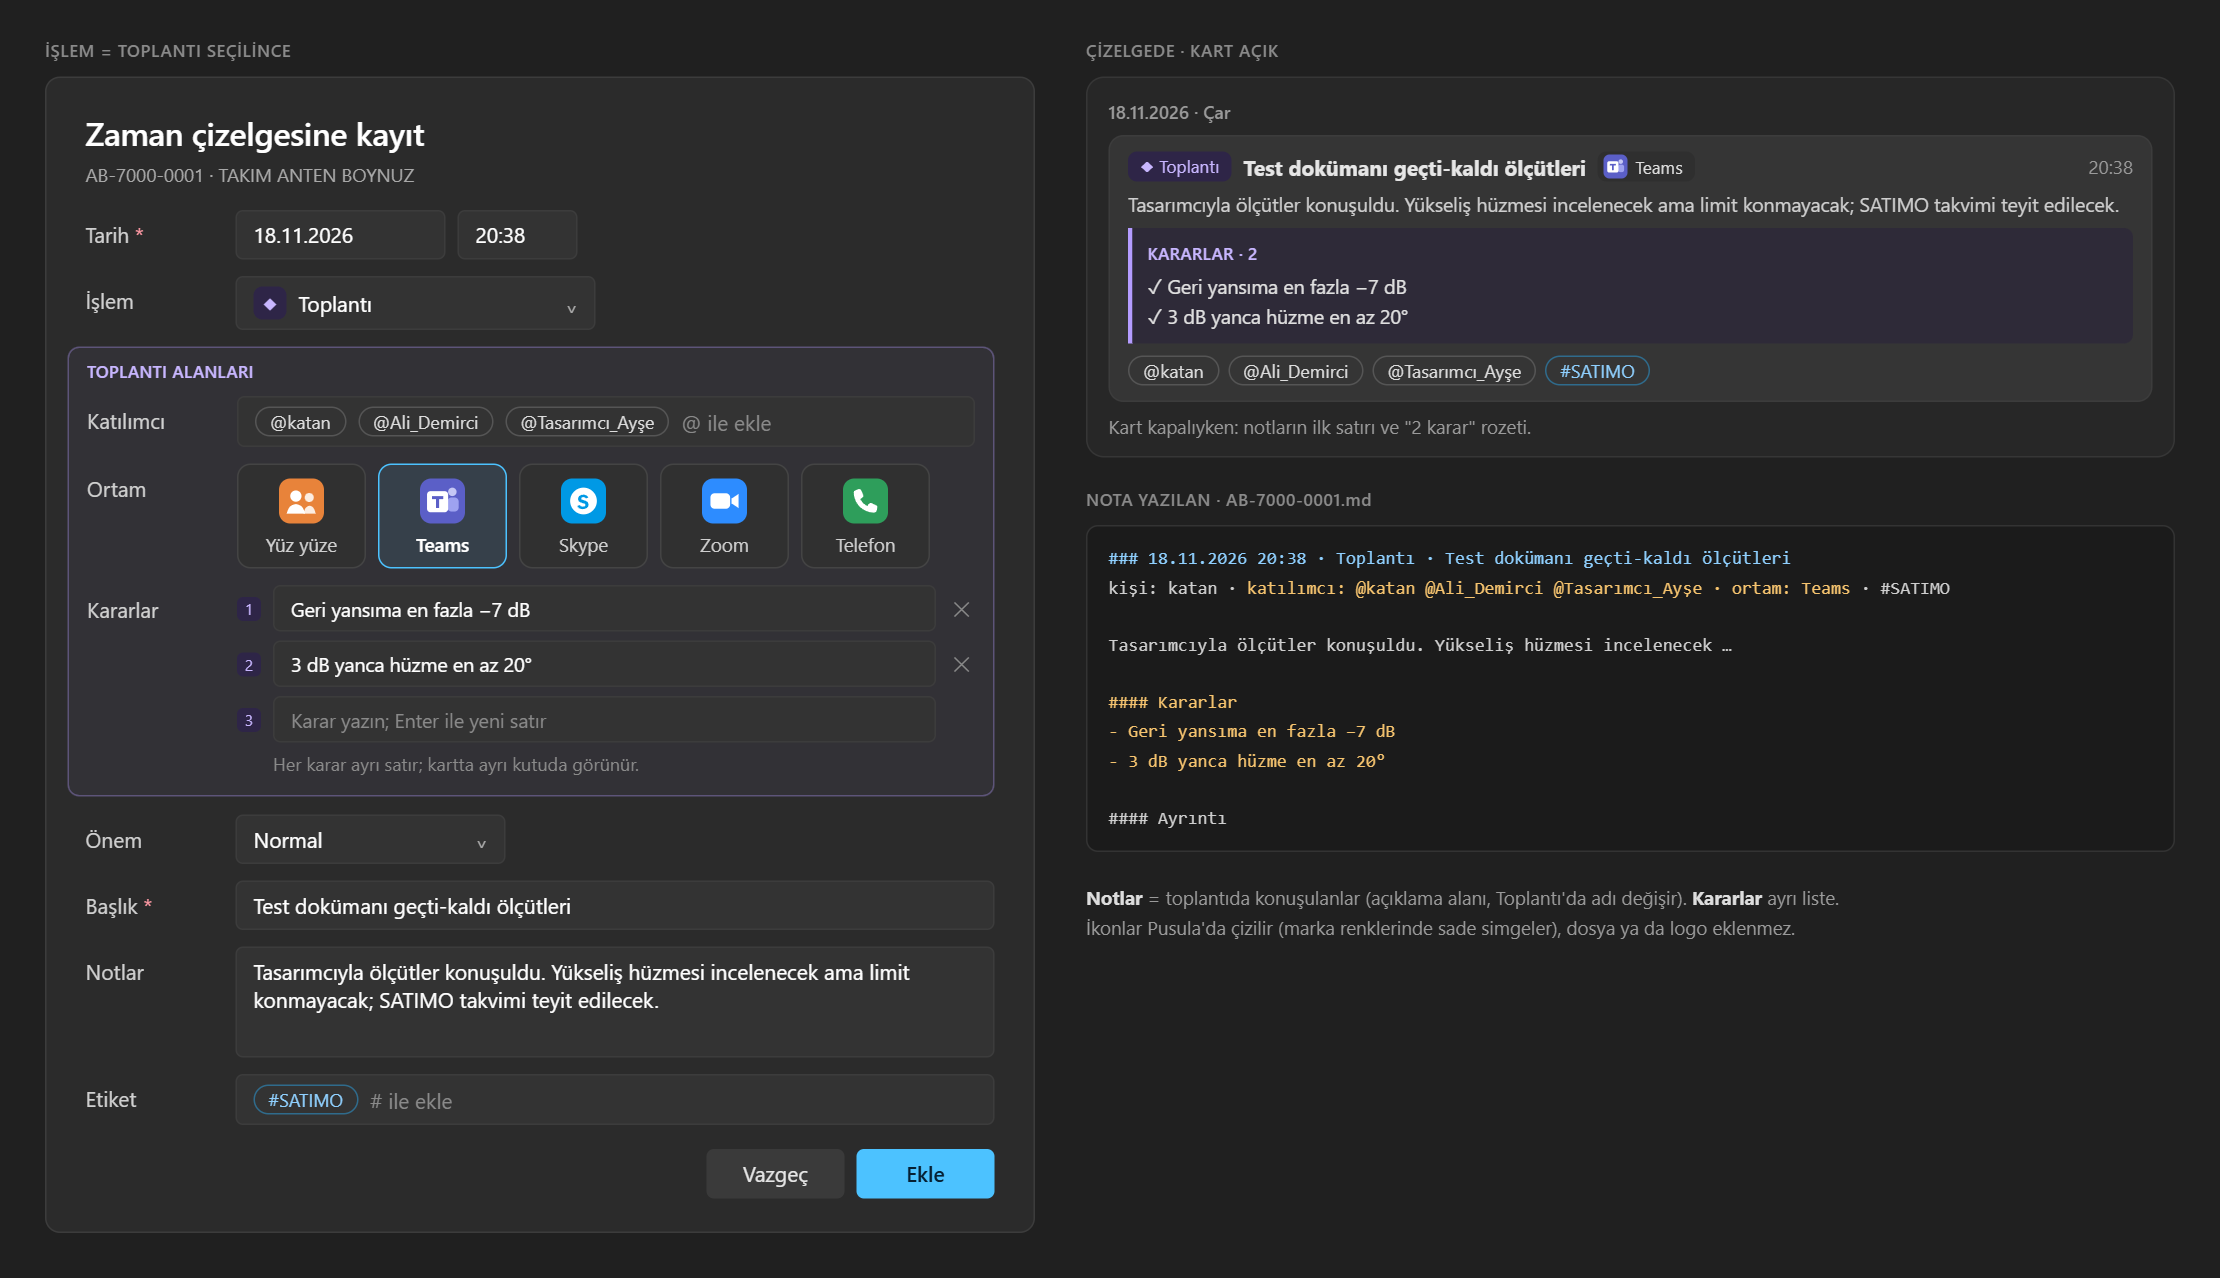 İŞLEM = TOPLANTI SEÇİLİNCE
Zaman çizelgesine kayıt
AB-7000-0001 · TAKIM ANTEN BOYNUZ
Tarih * 18.11.2026 20:38
İşlem ◆ Toplantı v
TOPLANTI ALANLARI
Katılımcı @katan @Ali_Demirci @Tasarımcı_Ayşe @ ile ekle
Ortam
Yüz yüze Teams Skype Zoom Telefon
Kararlar 1 Geri yansıma en fazla −7 dB
2 3 dB yanca hüzme en az 20°
3 Karar yazın; Enter ile yeni satır
Her karar ayrı satır; kartta ayrı kutuda görünür.
Önem Normal v
Başlık * Test dokümanı geçti-kaldı ölçütleri
Notlar Tasarımcıyla ölçütler konuşuldu. Yükseliş hüzmesi incelenecek ama limit
konmayacak; SATIMO takvimi teyit edilecek.
Etiket #SATIMO # ile ekle
Vazgeç Ekle
ÇİZELGEDE · KART AÇIK
18.11.2026 · Çar
◆ Toplantı Test dokümanı geçti-kaldı ölçütleri T Teams 20:38
Tasarımcıyla ölçütler konuşuldu. Yükseliş hüzmesi incelenecek ama limit konmayacak; SATIMO takvimi teyit edilecek.
KARARLAR · 2
✓ Geri yansıma en fazla −7 dB
✓ 3 dB yanca hüzme en az 20°
@katan @Ali_Demirci @Tasarımcı_Ayşe #SATIMO
Kart kapalıyken: notların ilk satırı ve "2 karar" rozeti.
NOTA YAZILAN · AB-7000-0001.md
### 18.11.2026 20:38 · Toplantı · Test dokümanı geçti-kaldı ölçütleri
kişi: katan · katılımcı: @katan @Ali_Demirci @Tasarımcı_Ayşe · ortam: Teams · #SATIMO
Tasarımcıyla ölçütler konuşuldu. Yükseliş hüzmesi incelenecek …
#### Kararlar
- Geri yansıma en fazla −7 dB
- 3 dB yanca hüzme en az 20°
#### Ayrıntı
Notlar = toplantıda konuşulanlar (açıklama alanı, Toplantı'da adı değişir). Kararlar ayrı liste.
İkonlar Pusula'da çizilir (marka renklerinde sade simgeler), dosya ya da logo eklenmez.